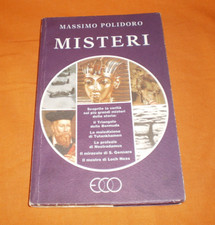 MASSIMO POLIDORO
MISTERI
Scoprite la verità
sui più grandi misteri
della storia:
Il Triangolo
delle Bermuda
La maledizione
di Tutankhamon
Le profezie
di Nostradamus
Il miracolo di S. Gennaro
Il mostro di Loch Ness
ECO